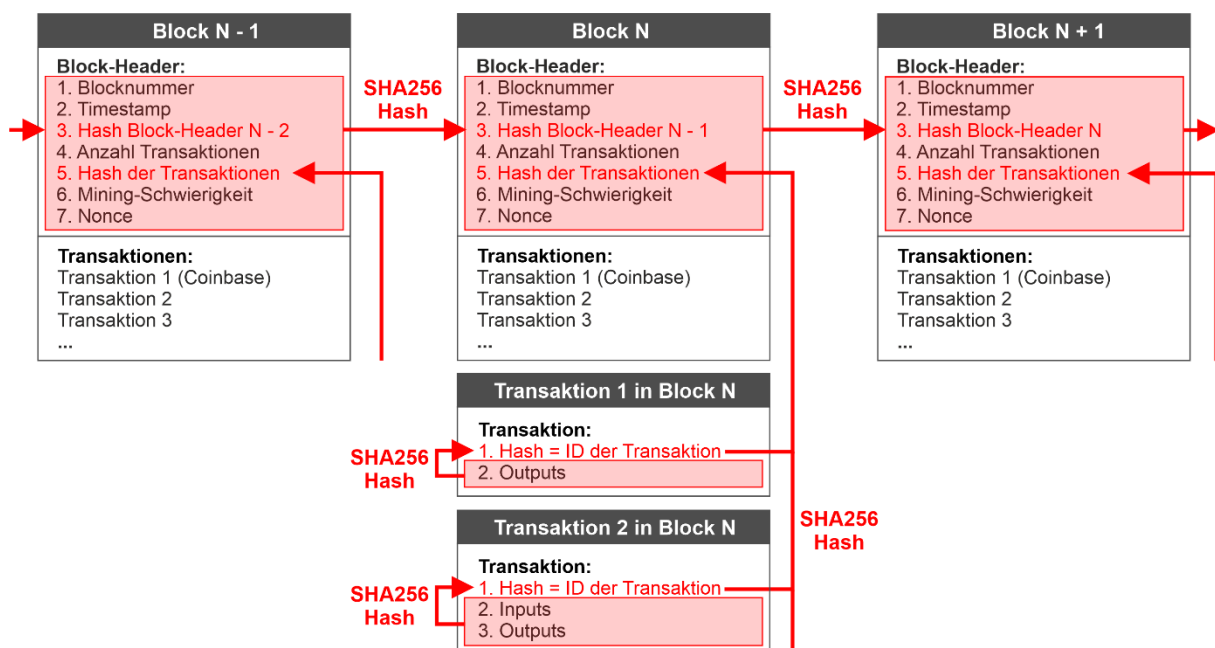 Block N - 1
Block-Header:
1. Blocknummer
2. Timestamp
3. Hash Block-Header N - 2
4. Anzahl Transaktionen
5. Hash der Transaktionen
6. Mining-Schwierigkeit
7. Nonce
Transaktionen:
Transaktion 1 (Coinbase)
Transaktion 2
Transaktion 3
...
SHA256
Hash
Block N
Block-Header:
1. Blocknummer
2. Timestamp
3. Hash Block-Header N - 1
4. Anzahl Transaktionen
5. Hash der Transaktionen
6. Mining-Schwierigkeit
7. Nonce
Transaktionen:
Transaktion 1 (Coinbase)
Transaktion 2
Transaktion 3
...
SHA256
Hash
Block N + 1
Block-Header:
1. Blocknummer
2. Timestamp
3. Hash Block-Header N
4. Anzahl Transaktionen
5. Hash der Transaktionen
6. Mining-Schwierigkeit
7. Nonce
Transaktionen:
Transaktion 1 (Coinbase)
Transaktion 2
Transaktion 3
...
Transaktion 1 in Block N
Transaktion:
1. Hash = ID der Transaktion
2. Outputs
SHA256
Hash
Transaktion 2 in Block N
Transaktion:
1. Hash = ID der Transaktion
2. Inputs
3. Outputs
SHA256
Hash
SHA256
Hash